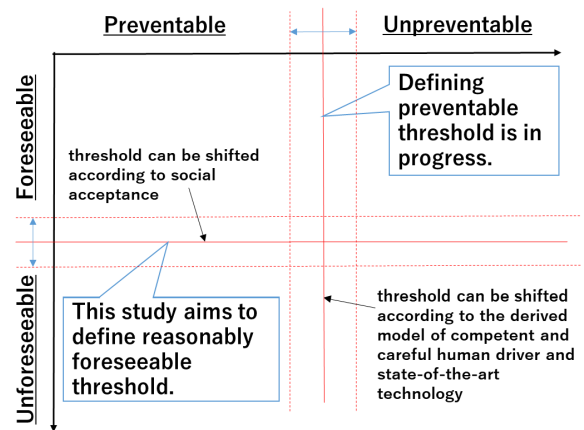 Preventable
Unpreventable
Foreseeable
Defining
preventable
threshold is in
progress.
threshold can be shifted
according to social
acceptance
Unforeseeable
This study aims to
define reasonably
foreseeable
threshold.
threshold can be shifted
according to the derived
model of competent and
careful human driver and
state-of-the-art
technology